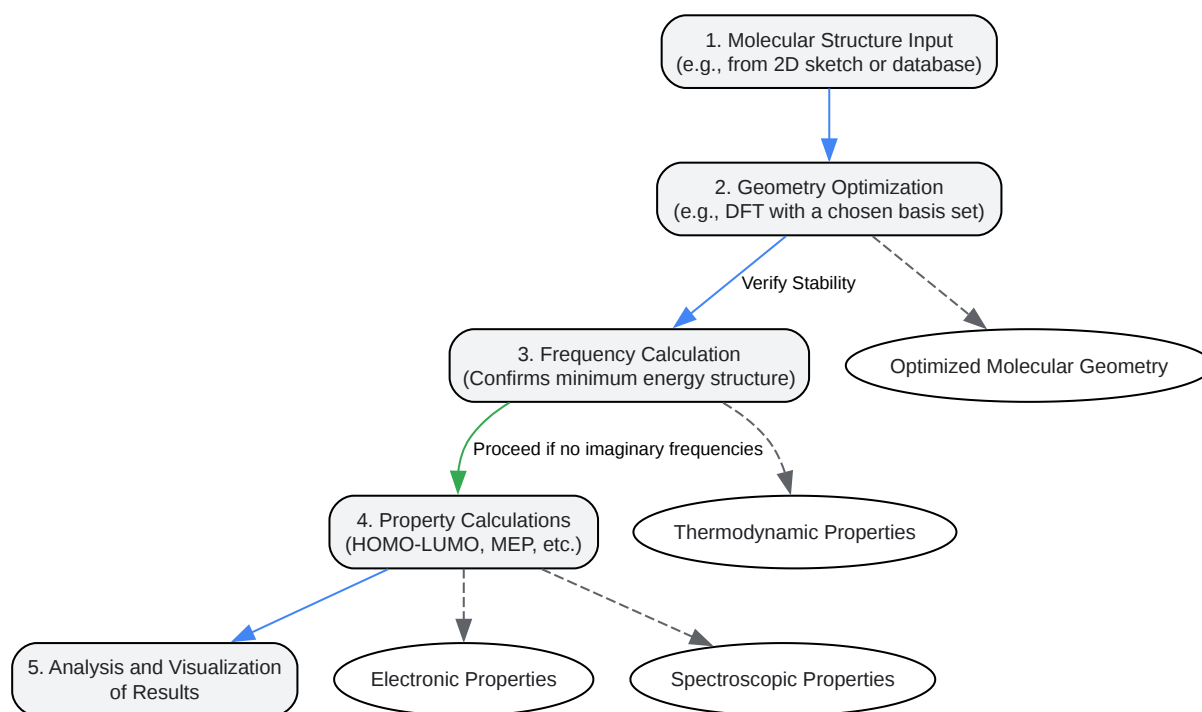 1. Molecular Structure Input
(e.g., from 2D sketch or database)
2. Geometry Optimization
(e.g., DFT with a chosen basis set)
Verify Stability
3. Frequency Calculation
(Confirms minimum energy structure)
Optimized Molecular Geometry
Proceed if no imaginary frequencies
4. Property Calculations
(HOMO-LUMO, MEP, etc.)
Thermodynamic Properties
5. Analysis and Visualization
of Results
Electronic Properties
Spectroscopic Properties